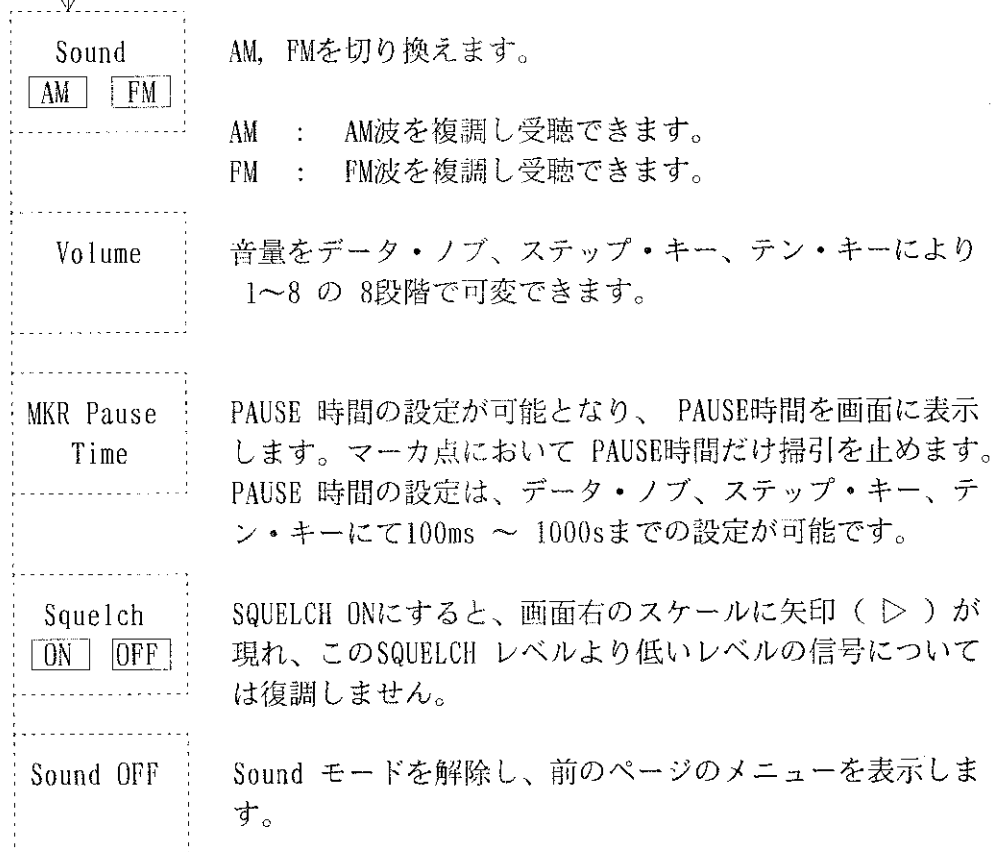 Sound AM, FMを切り換えます。
AM FM
AM : AM波を複調し受聴できます。
FM : FM波を複調し受聴できます。
Volume 音量をデータ・ノブ、ステップ・キー、テン・キーにより
1～8 の 8段階で可変できます。
MKR Pause PAUSE 時間の設定が可能となり、 PAUSE時間を画面に表示
Time します。マーカ点において PAUSE時間だけ掃引を止めます。
PAUSE 時間の設定は、データ・ノブ、ステップ・キー、テ
ン・キーにて100ms ～ 1000sまでの設定が可能です。
Squelch SQUELCH ONにすると、画面右のスケールに矢印（ ▷ ）が
ON OFF 現れ、このSQUELCH レベルより低いレベルの信号について
は復調しません。
Sound OFF Sound モードを解除し、前のページのメニューを表示しま
す。